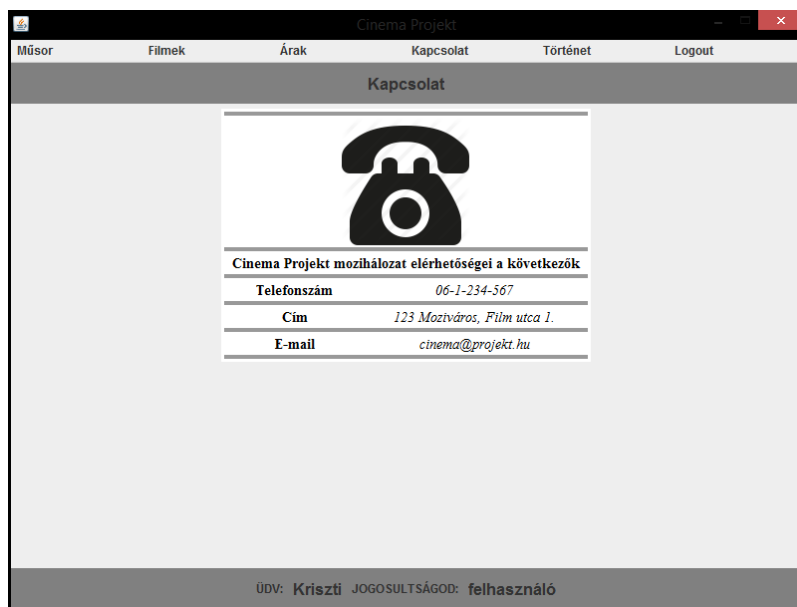 Cinema Projekt
Műsor Filmek Árak Kapcsolat Történet Logout
Kapcsolat
Cinema Projekt mozihálozat elérhetőségei a következők
Telefonszám 06-1-234-567
Cím 123 Moziváros, Film utca 1.
E-mail cinema@projekt.hu
ÜDV: Kriszti JOGOSULTSÁGOD: felhasználó